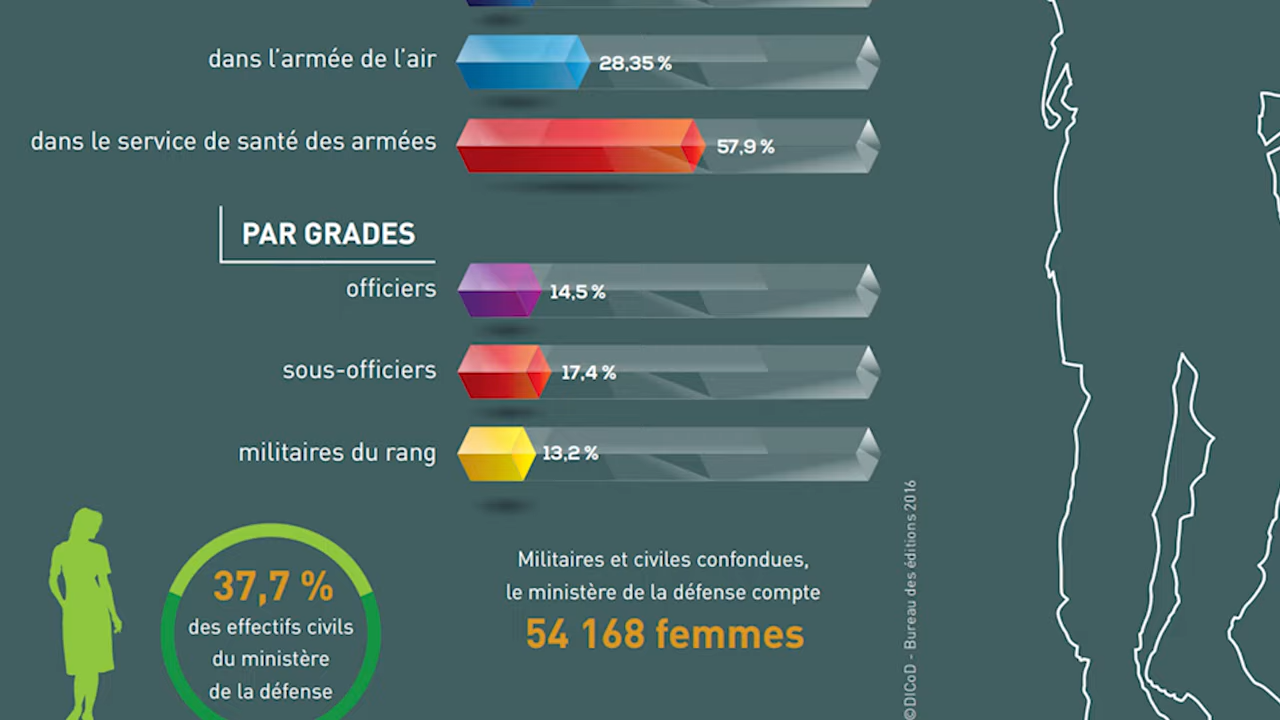 dans l'armée de l'air
28,35 %
dans le service de santé des armées
57,9 %
PAR GRADES
officiers
14,5 %
sous-officiers
17,4 %
militaires du rang
13,2 %
37,7 %
des effectifs civils
du ministère
de la défense
Militaires et civiles confondues,
le ministère de la défense compte
54 168 femmes
©DICoD - Bureau des éditions 2016